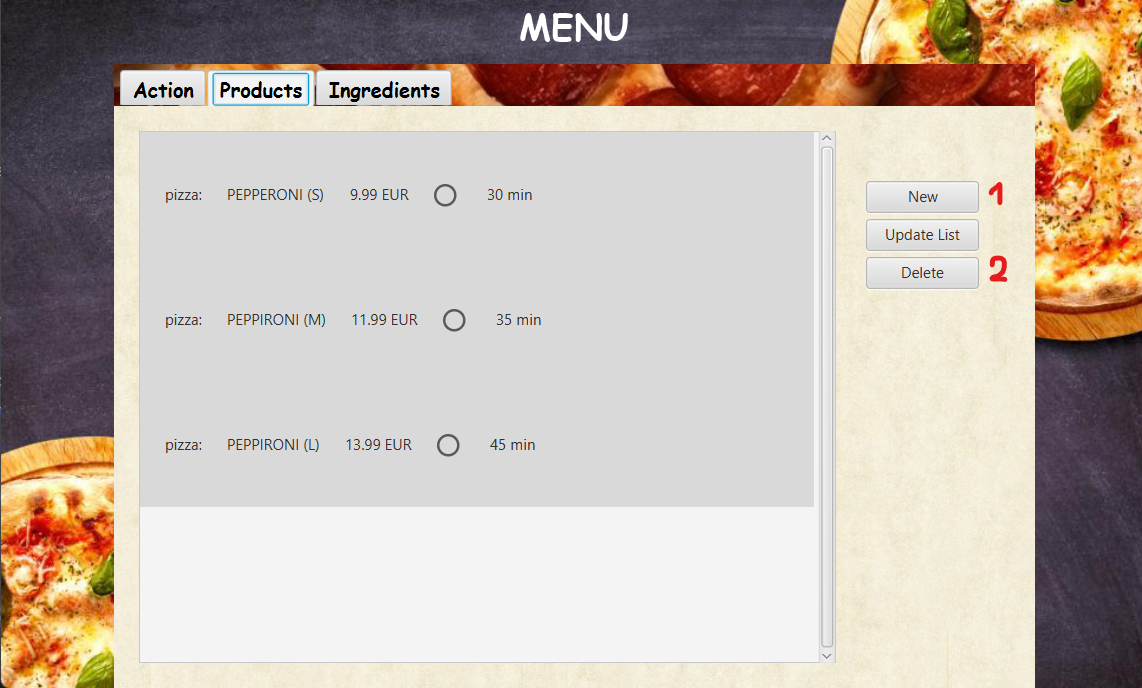 MENU
Action Products Ingredients
pizza: PEPPERONI (S) 9.99 EUR 30 min
New 1
Update List
Delete 2
pizza: PEPPIRONI (M) 11.99 EUR 35 min
pizza: PEPPIRONI (L) 13.99 EUR 45 min